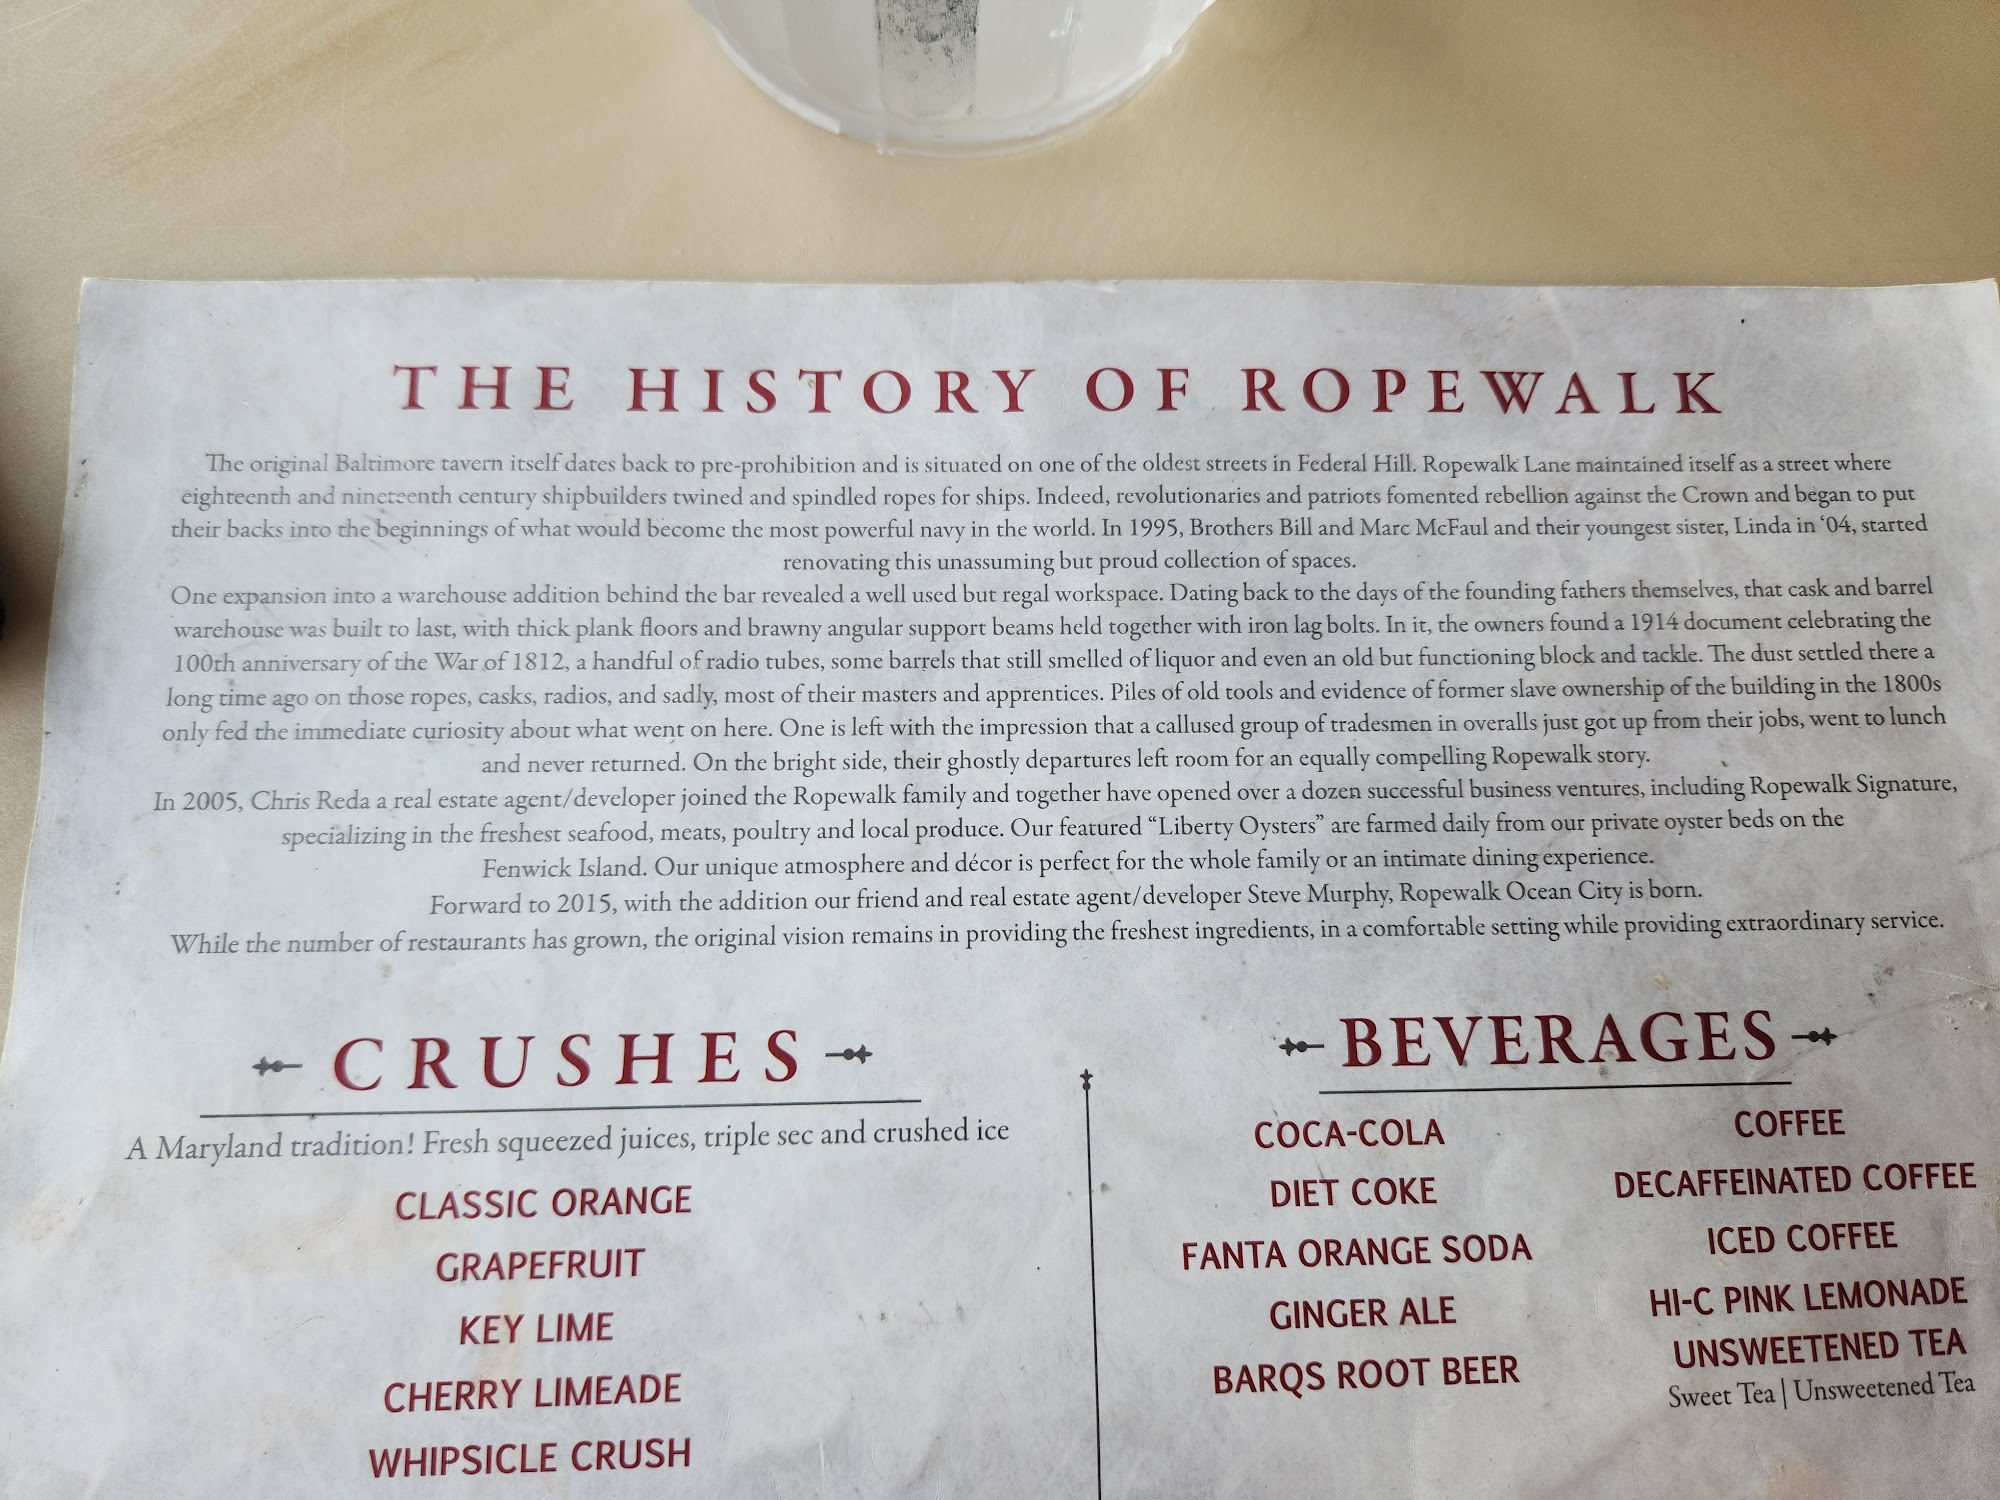 THE HISTORY OF ROPEWALK
The original Baltimore tavern itself dates back to pre-prohibition and is situated on one of the oldest streets in Federal Hill. Ropewalk Lane maintained itself as a street where
eighteenth and nineteenth century shipbuilders twined and spindled ropes for ships. Indeed, revolutionaries and patriots fomented rebellion against the Crown and began to put
their backs into the beginnings of what would become the most powerful navy in the world. In 1995, Brothers Bill and Marc McFaul and their youngest sister, Linda in ‘04, started
renovating this unassuming but proud collection of spaces.
One expansion into a warehouse addition behind the bar revealed a well used but regal workspace. Dating back to the days of the founding fathers themselves, that cask and barrel
warehouse was built to last, with thick plank floors and brawny angular support beams held together with iron lag bolts. In it, the owners found a 1914 document celebrating the
100th anniversary of the War of 1812, a handful of radio tubes, some barrels that still smelled of liquor and even an old but functioning block and tackle. The dust settled there a
long time ago on those ropes, casks, radios, and sadly, most of their masters and apprentices. Piles of old tools and evidence of former slave ownership of the building in the 1800s
only fed the immediate curiosity about what went on here. One is left with the impression that a callused group of tradesmen in overalls just got up from their jobs, went to lunch
and never returned. On the bright side, their ghostly departures left room for an equally compelling Ropewalk story.
In 2005, Chris Reda a real estate agent/developer joined the Ropewalk family and together have opened over a dozen successful business ventures, including Ropewalk Signature,
specializing in the freshest seafood, meats, poultry and local produce. Our featured “Liberty Oysters” are farmed daily from our private oyster beds on the
Fenwick Island. Our unique atmosphere and décor is perfect for the whole family or an intimate dining experience.
Forward to 2015, with the addition our friend and real estate agent/developer Steve Murphy, Ropewalk Ocean City is born.
While the number of restaurants has grown, the original vision remains in providing the freshest ingredients, in a comfortable setting while providing extraordinary service.
CRUSHES
A Maryland tradition! Fresh squeezed juices, triple sec and crushed ice
CLASSIC ORANGE
GRAPEFRUIT
KEY LIME
CHERRY LIMEADE
WHIPSICLE CRUSH
BEVERAGES
COCA-COLA
DIET COKE
FANTA ORANGE SODA
GINGER ALE
BARQS ROOT BEER
COFFEE
DECAFFEINATED COFFEE
ICED COFFEE
HI-C PINK LEMONADE
UNSWEETENED TEA
Sweet Tea | Unsweetened Tea